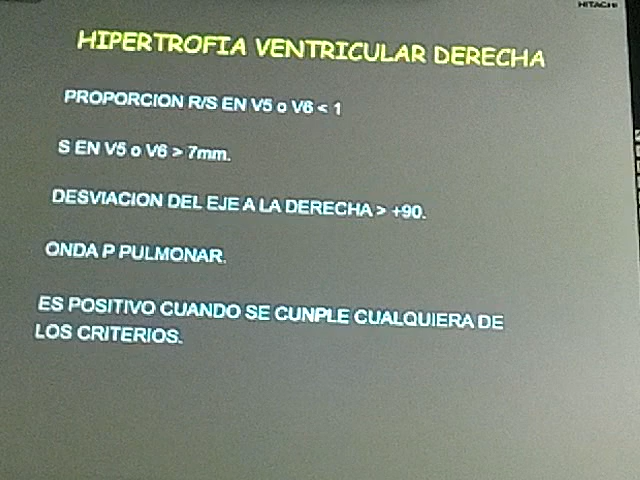 HITACHI
HIPERTROFIA VENTRICULAR DERECHA
PROPORCION R/S EN V5 o V6 < 1
S EN V5 o V6 > 7mm.
DESVIACION DEL EJE A LA DERECHA > +90.
ONDA P PULMONAR.
ES POSITIVO CUANDO SE CUNPLE CUALQUIERA DE
LOS CRITERIOS.